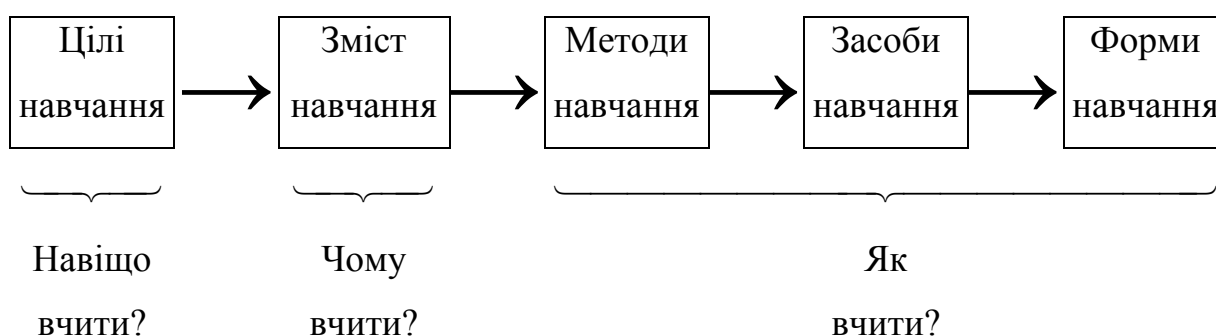 Цілі
навчання
Зміст
навчання
Методи
навчання
Засоби
навчання
Форми
навчання
Навіщо
вчити?
Чому
вчити?
Як
вчити?